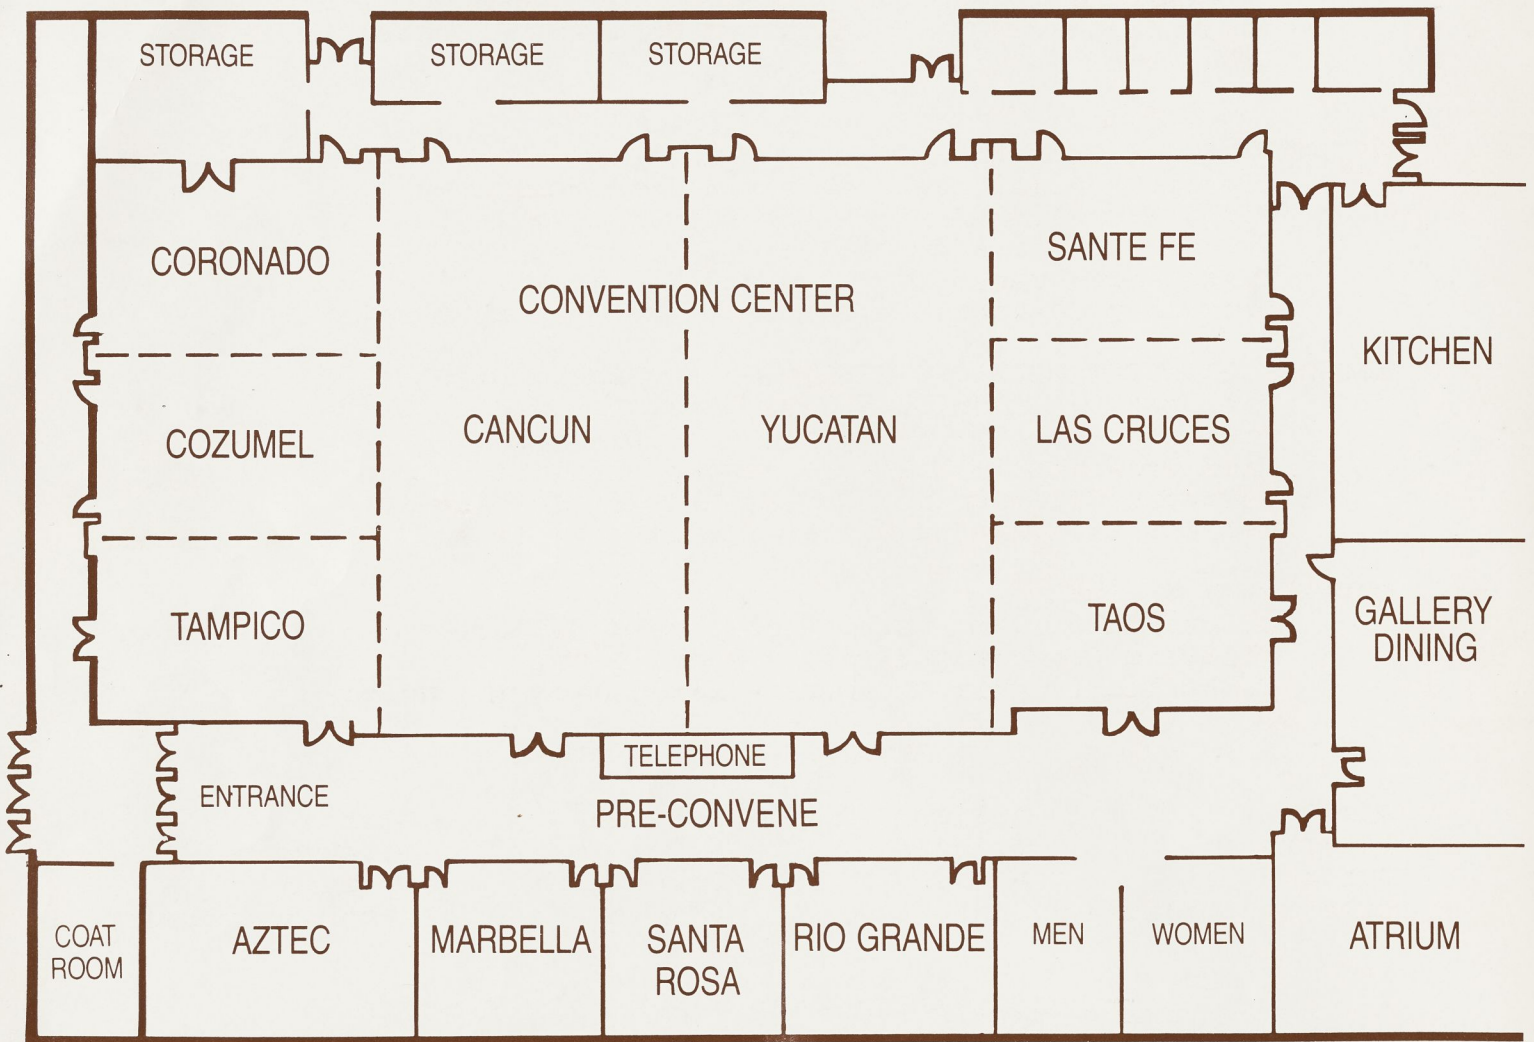 STORAGE
STORAGE
STORAGE
CORONADO
SANTE FE
CONVENTION CENTER
KITCHEN
COZUMEL
CANCUN
YUCATAN
LAS CRUCES
TAMPICO
TAOS
GALLERY
DINING
TELEPHONE
ENTRANCE
PRE-CONVENE
COAT
ROOM
AZTEC
MARBELLA
SANTA
ROSA
RIO GRANDE
MEN
WOMEN
ATRIUM